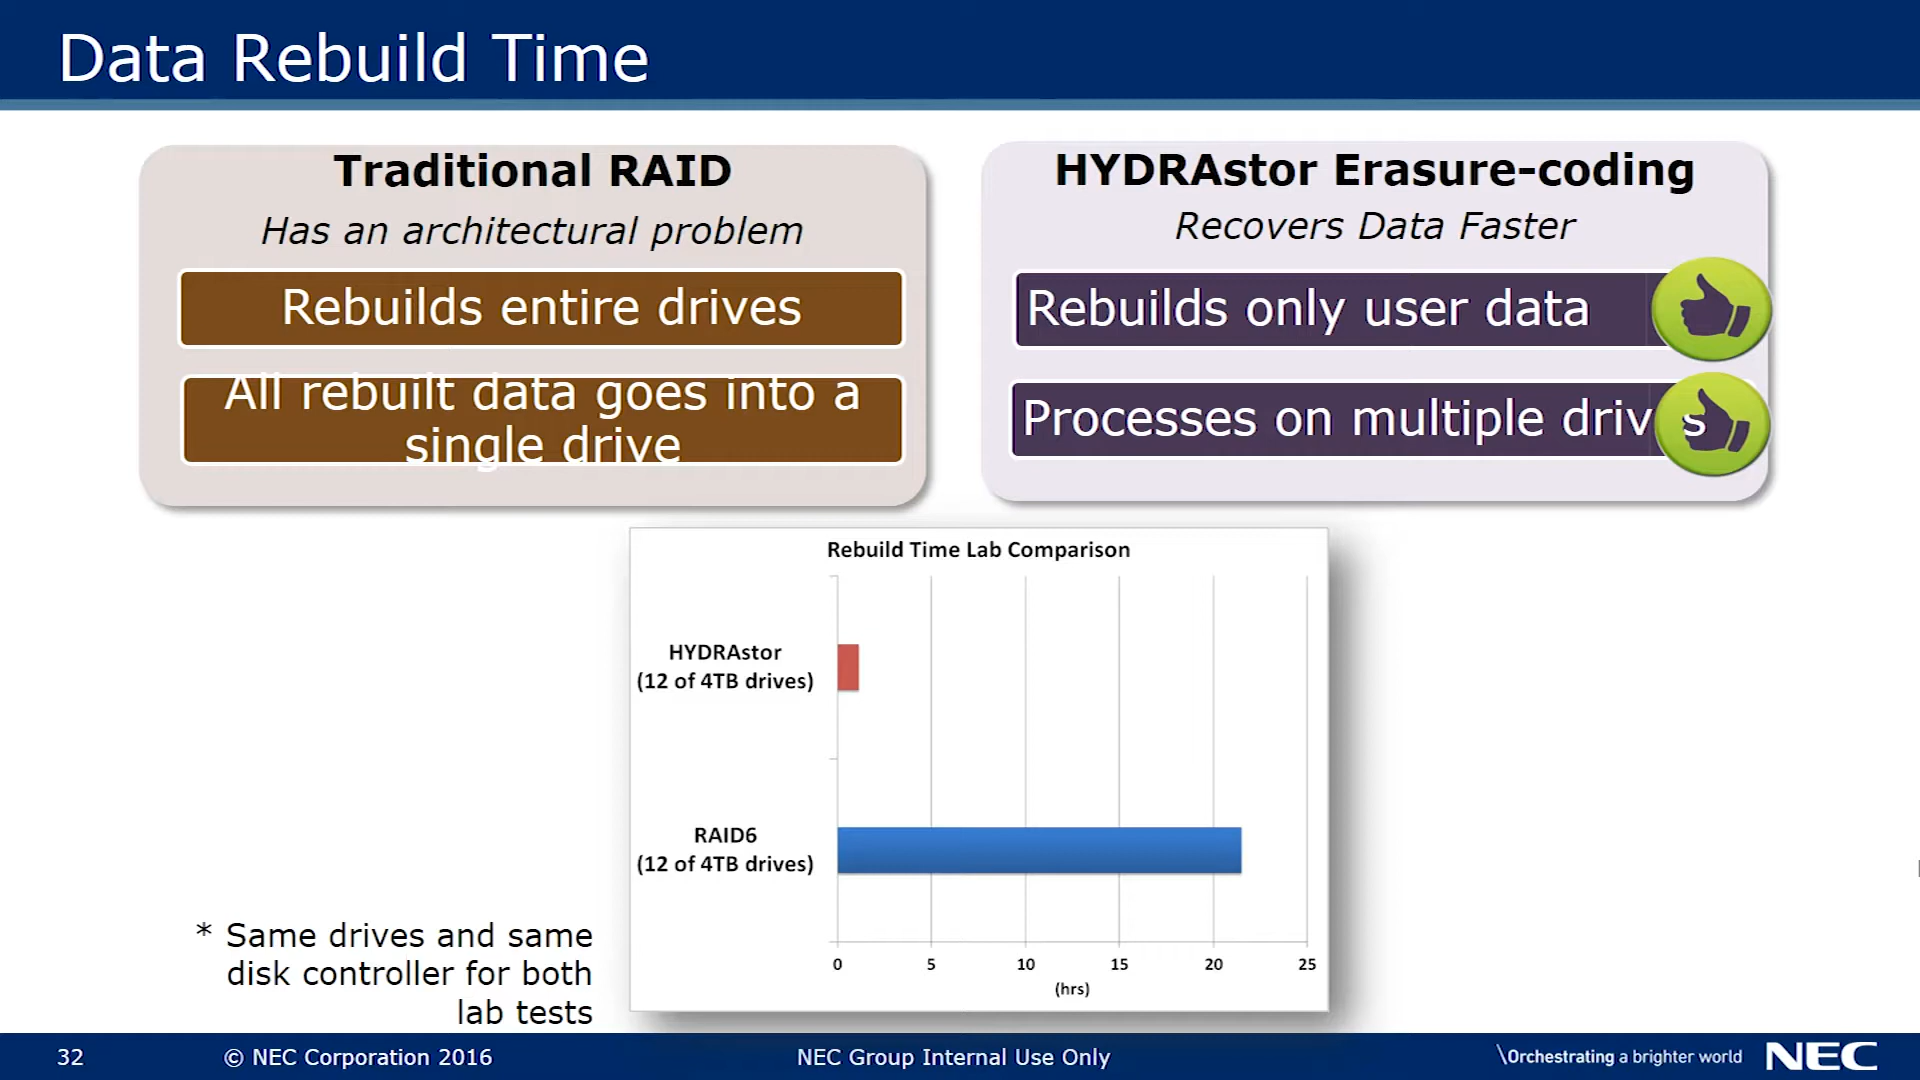 Data Rebuild Time
Traditional RAID
Has an architectural problem
Rebuilds entire drives
All rebuilt data goes into a
single drive
HYDRAstor Erasure-coding
Recovers Data Faster
Rebuilds only user data
Processes on multiple drives
Rebuild Time Lab Comparison
HYDRAstor
(12 of 4TB drives)
RAID6
(12 of 4TB drives)
0 5 10 15 20 25
(hrs)
* Same drives and same
disk controller for both
lab tests
32
© NEC Corporation 2016
NEC Group Internal Use Only
\Orchestrating a brighter world
NEC